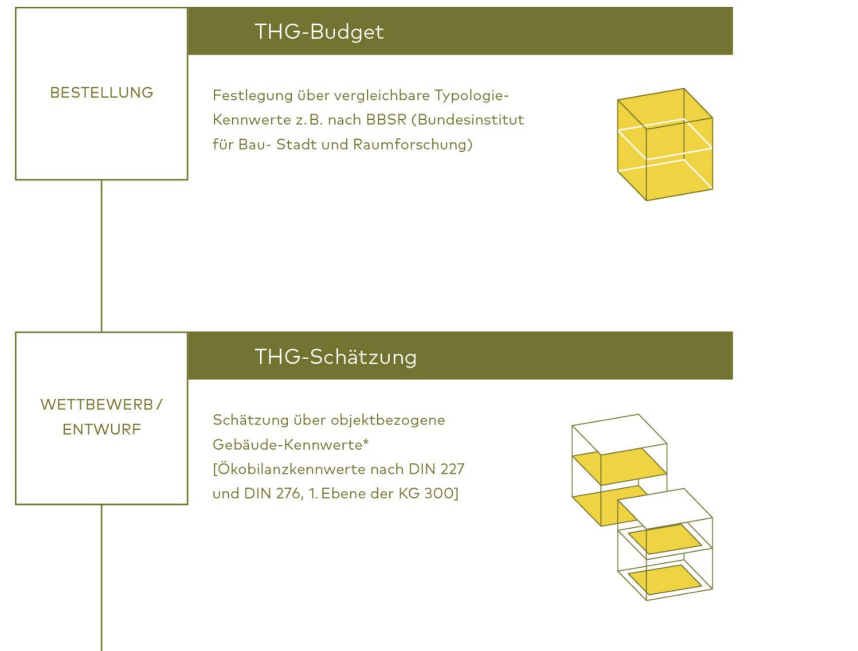 THG-Budget
BESTELLUNG
Festlegung über vergleichbare Typologie-
Kennwerte z.B. nach BBSR (Bundesinstitut
für Bau- Stadt und Raumforschung)
THG-Schätzung
WETTBEWERB/
ENTWURF
Schätzung über objektbezogene
Gebäude-Kennwerte*
[Ökobilanzkennwerte nach DIN 227
und DIN 276, 1. Ebene der KG 300]